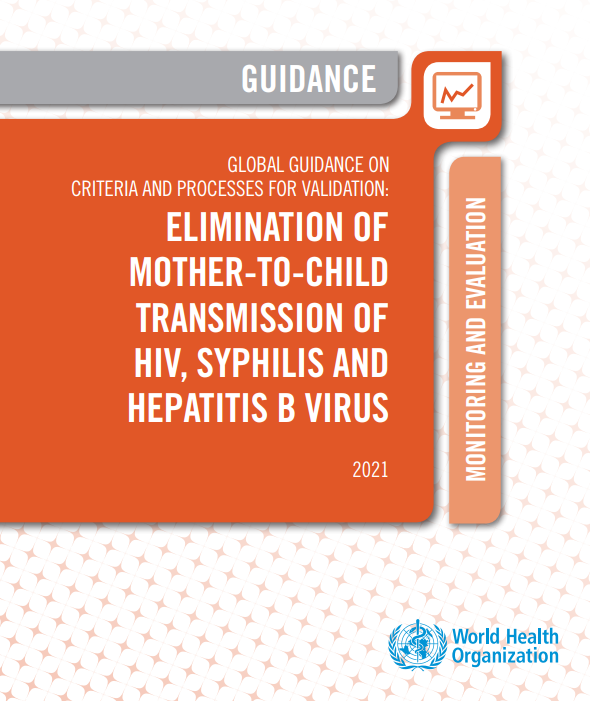 GUIDANCE
GLOBAL GUIDANCE ON
CRITERIA AND PROCESSES FOR VALIDATION:
ELIMINATION OF
MOTHER-TO-CHILD
TRANSMISSION OF
HIV, SYPHILIS AND
HEPATITIS B VIRUS
2021
MONITORING AND EVALUATION
World Health
Organization